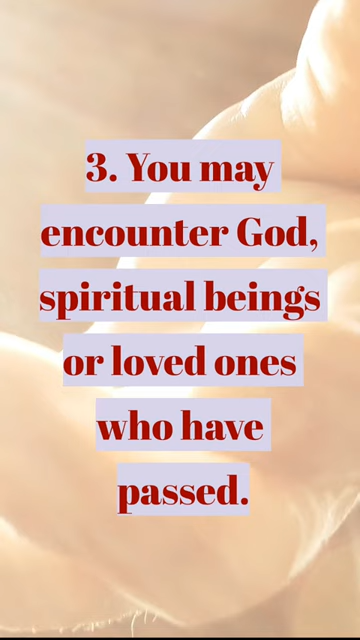 3. You may
encounter God,
spiritual beings
or loved ones
who have
passed.